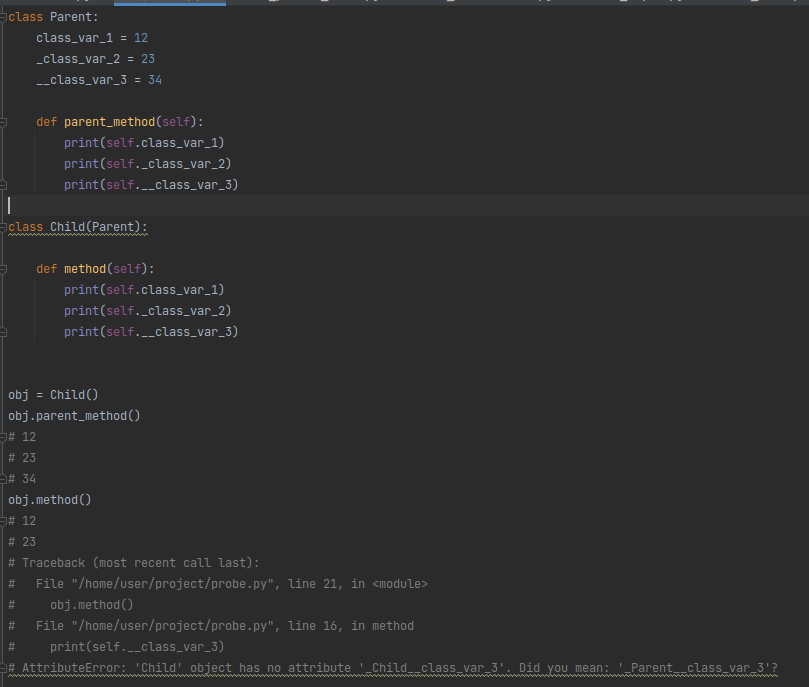 class Parent:
    class_var_1 = 12
    _class_var_2 = 23
    __class_var_3 = 34

    def parent_method(self):
        print(self.class_var_1)
        print(self._class_var_2)
        print(self.__class_var_3)

class Child(Parent):

    def method(self):
        print(self.class_var_1)
        print(self._class_var_2)
        print(self.__class_var_3)


obj = Child()
obj.parent_method()
# 12
# 23
# 34
obj.method()
# 12
# 23
# Traceback (most recent call last):
#   File "/home/user/project/probe.py", line 21, in <module>
#     obj.method()
#   File "/home/user/project/probe.py", line 16, in method
#     print(self.__class_var_3)
# AttributeError: 'Child' object has no attribute '_Child__class_var_3'. Did you mean: '_Parent__class_var_3'?